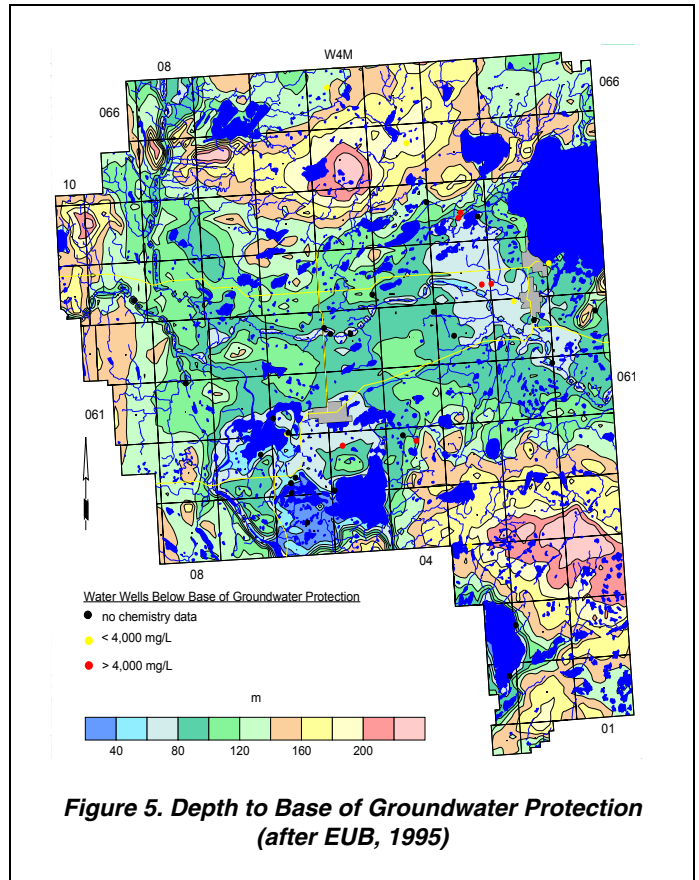 W4M
08
066
066
10
061
061
04
08
01
Water Wells Below Base of Groundwater Protection
no chemistry data
< 4,000 mg/L
> 4,000 mg/L
m
40 80 120 160 200
Figure 5. Depth to Base of Groundwater Protection
(after EUB, 1995)